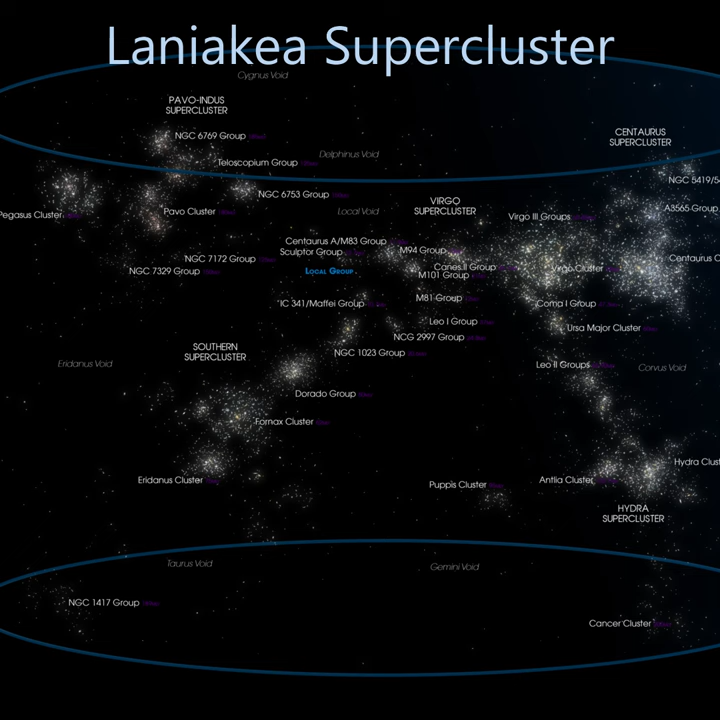 Laniakea Supercluster
Cygnus Void
PAVO-INDUS
SUPERCLUSTER
NGC 6769 Group
CENTAURUS
SUPERCLUSTER
Delphinus Void
Teloscopium Group
NGC 5419/5
NGC 6753 Group
VIRGO
SUPERCLUSTER
Pegasus Cluster
Pavo Cluster
Local Void
Virgo III Groups
A3565 Group
Centaurus A/M83 Group
Sculptor Group
M94 Group
NGC 7172 Group
Centaurus C
NGC 7329 Group
LOCAL GROUP
Canes II Group
Virgo Cluster
M101 Group
M81 Group
IC 341/Maffei Group
Coma I Group
Leo I Group
Ursa Major Cluster
NCG 2997 Group
SOUTHERN
SUPERCLUSTER
NGC 1023 Group
Eridanus Void
Leo II Groups
Corvus Void
Dorado Group
Fornax Cluster
Hydra Clust
Eridanus Cluster
Puppis Cluster
Antlia Cluster
HYDRA
SUPERCLUSTER
Taurus Void
Gemini Void
NGC 1417 Group
Cancer Cluster